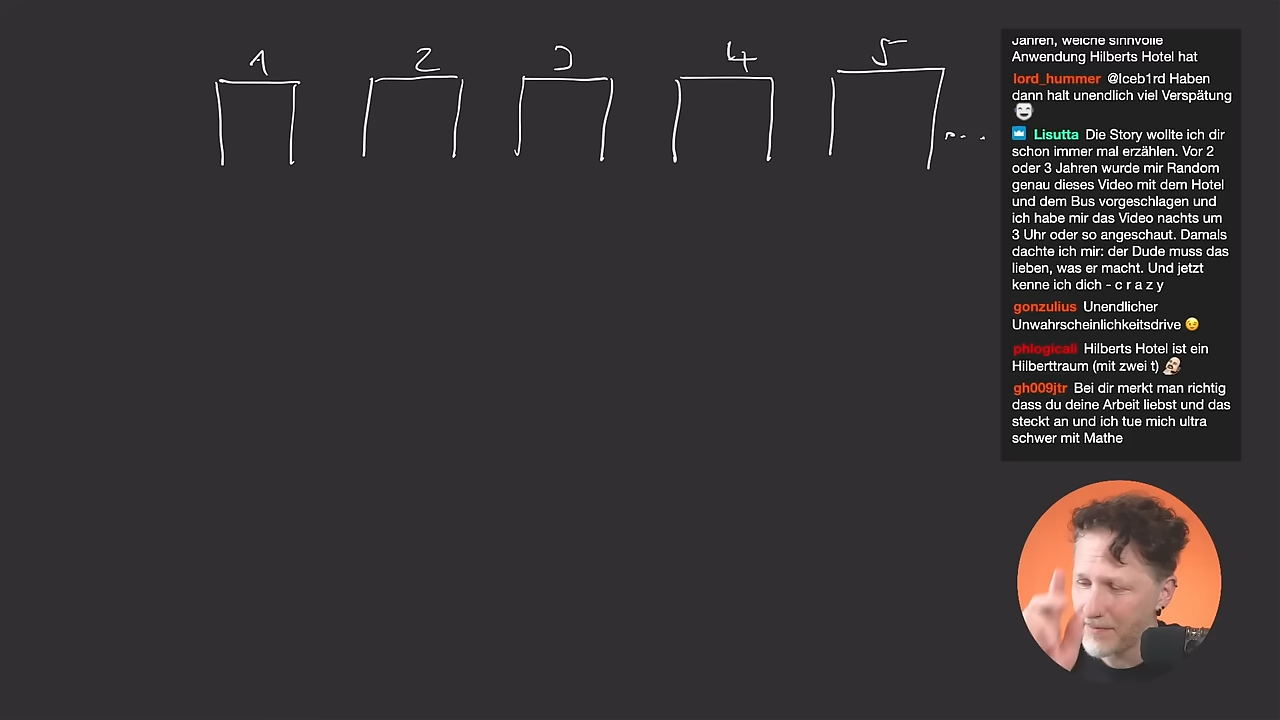 1 2 3 4 5 ...
Jahren, welche sinnvolle
Anwendung Hilberts Hotel hat
lord_hummer @Iceb1rd Haben
dann halt unendlich viel Verspätung
Lisutta Die Story wollte ich dir
schon immer mal erzählen. Vor 2
oder 3 Jahren wurde mir Random
genau dieses Video mit dem Hotel
und dem Bus vorgeschlagen und
ich habe mir das Video nachts um
3 Uhr oder so angeschaut. Damals
dachte ich mir: der Dude muss das
lieben, was er macht. Und jetzt
kenne ich dich - c r a z y
gonzulius Unendlicher
Unwahrscheinlichkeitsdrive 😉
phlogicall Hilberts Hotel ist ein
Hilberttraum (mit zwei t)
gh009jtr Bei dir merkt man richtig
dass du deine Arbeit liebst und das
steckt an und ich tue mich ultra
schwer mit Mathe